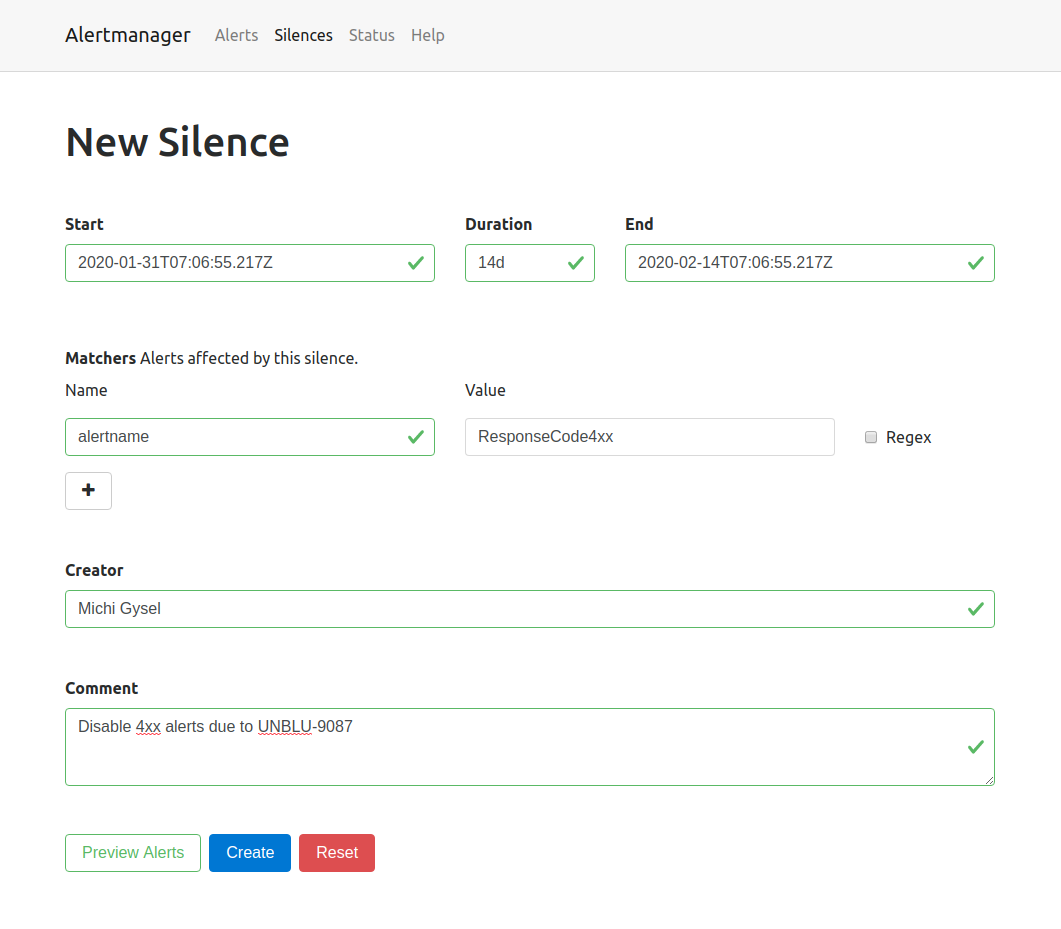 Alertmanager Alerts Silences Status Help
New Silence
Start Duration End
2020-01-31T07:06:55.217Z 14d 2020-02-14T07:06:55.217Z
Matchers Alerts affected by this silence.
Name Value
alertname ResponseCode4xx Regex
+
Creator
Michi Gysel
Comment
Disable 4xx alerts due to UNBLU-9087
Preview Alerts Create Reset